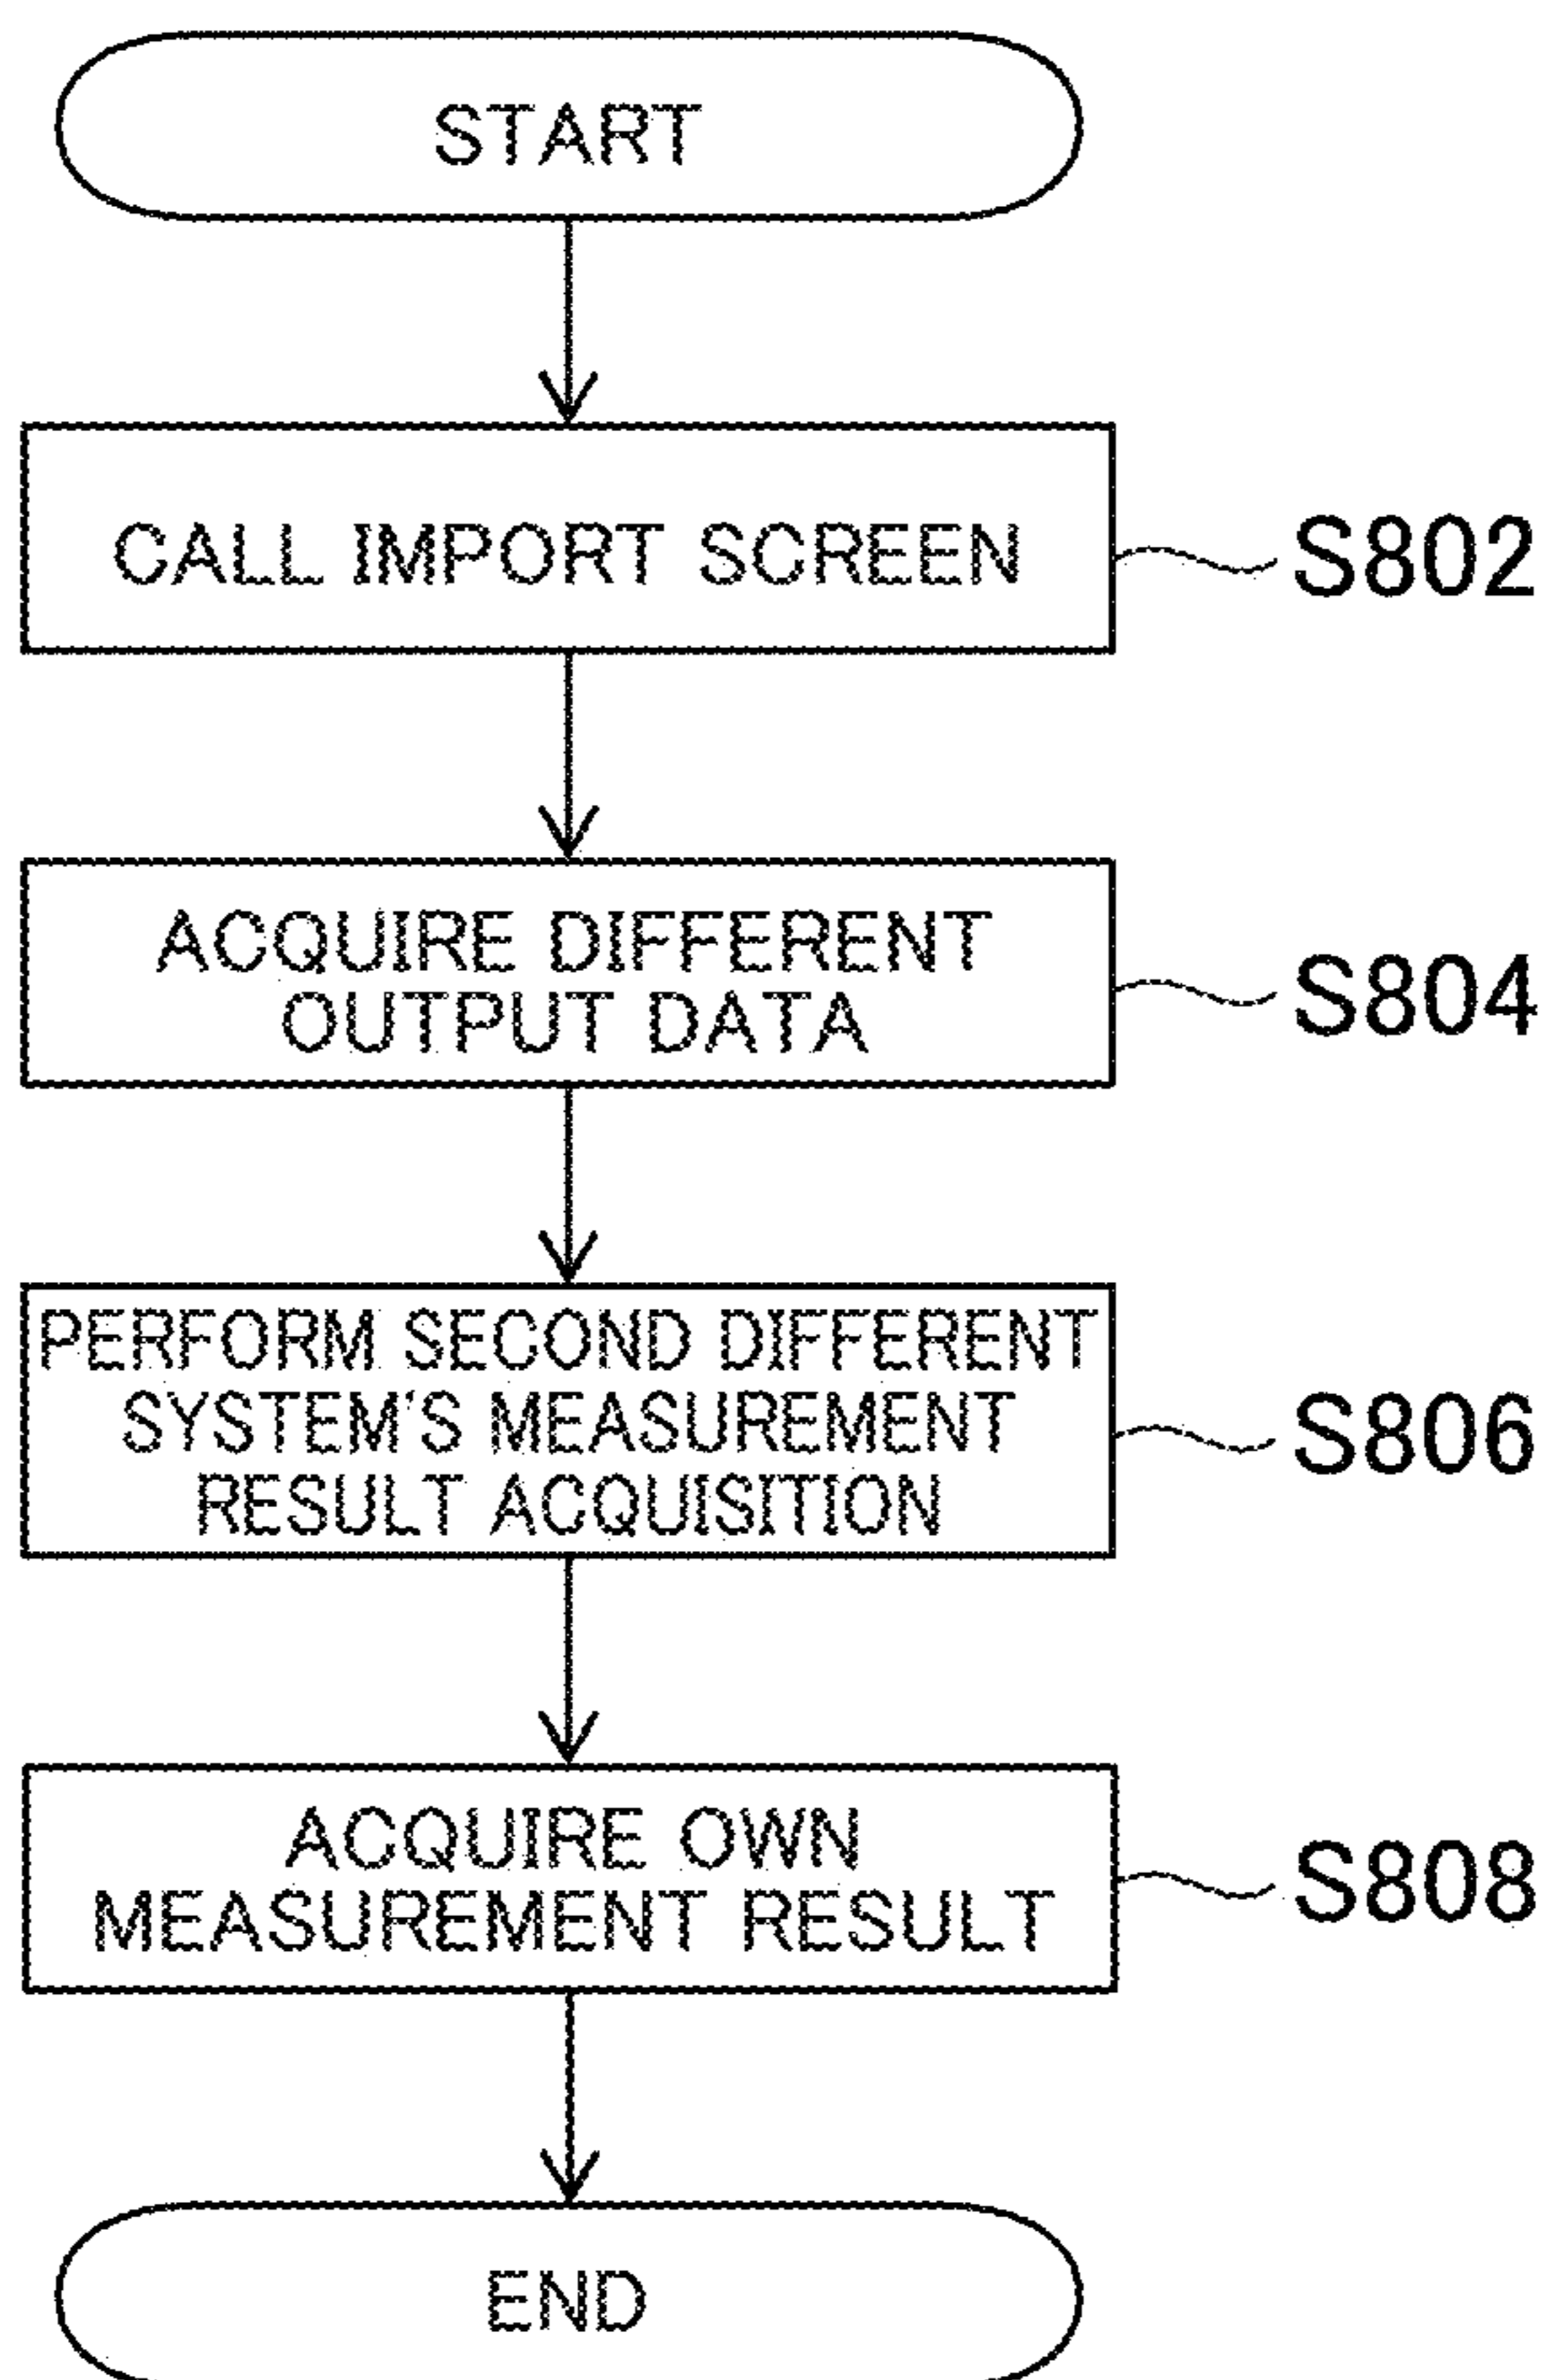 START
CALL IMPORT SCREEN
S802
ACQUIRE DIFFERENT
OUTPUT DATA
S804
PERFORM SECOND DIFFERENT
SYSTEM'S MEASUREMENT
RESULT ACQUISITION
S806
ACQUIRE OWN
MEASUREMENT RESULT
S808
END